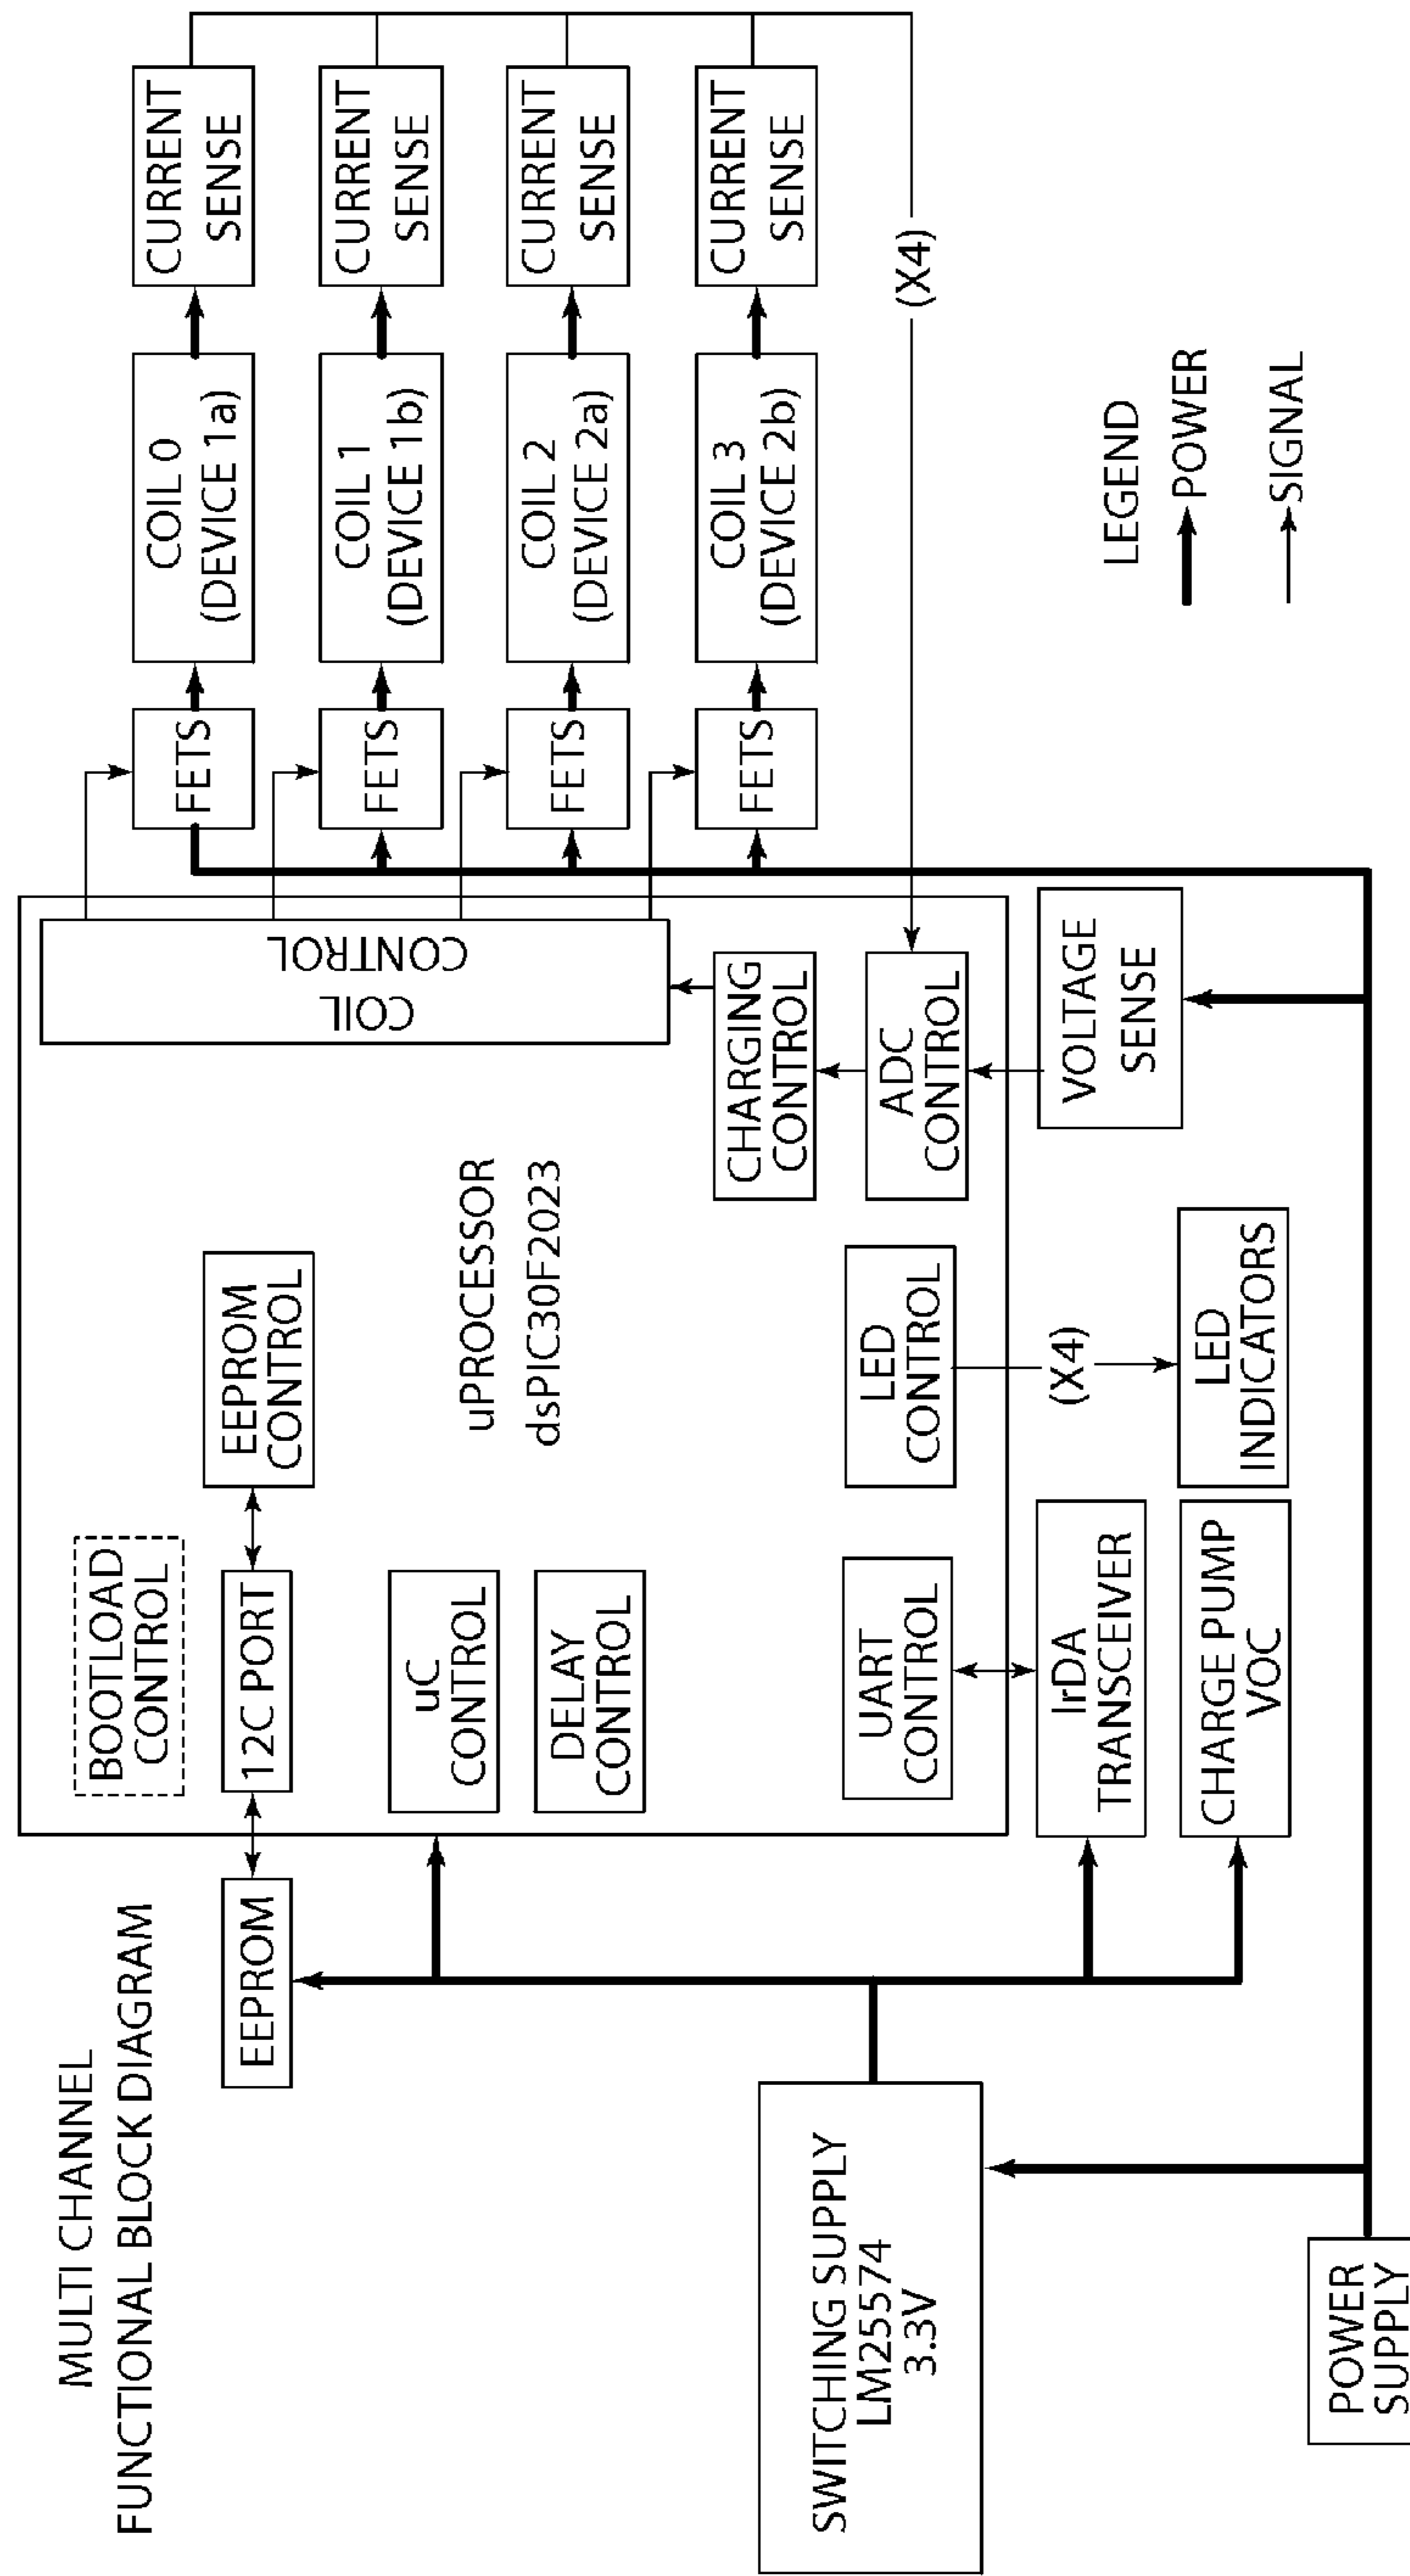 MULTI CHANNEL
FUNCTIONAL BLOCK DIAGRAM
BOOTLOAD
CONTROL
EEPROM
12C PORT
EEPROM
CONTROL
uC
CONTROL
DELAY
CONTROL
uPROCESSOR
dsPIC30F2023
COIL
CONTROL
CHARGING
CONTROL
ADC
CONTROL
UART
CONTROL
LED
CONTROL
(X4)
IrDA
TRANSCEIVER
CHARGE PUMP
VOC
LED
INDICATORS
VOLTAGE
SENSE
SWITCHING SUPPLY
LM25574
3.3V
POWER
SUPPLY
FETS
COIL 0
(DEVICE 1a)
CURRENT
SENSE
FETS
COIL 1
(DEVICE 1b)
CURRENT
SENSE
FETS
COIL 2
(DEVICE 2a)
CURRENT
SENSE
FETS
COIL 3
(DEVICE 2b)
CURRENT
SENSE
(X4)
LEGEND
POWER
SIGNAL